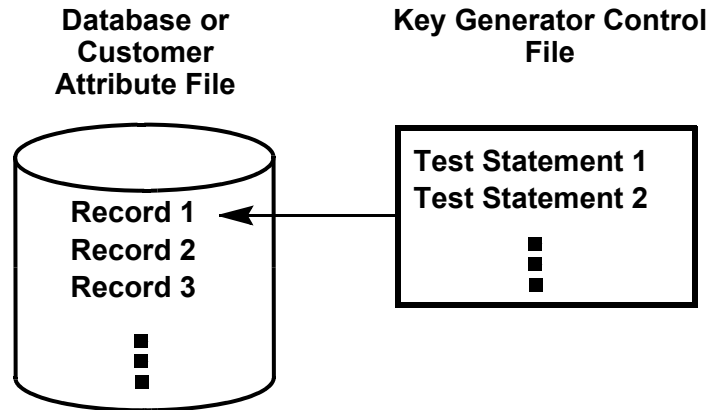 Database or
Customer
Attribute File
Key Generator Control
File
Record 1
Record 2
Record 3
Test Statement 1
Test Statement 2